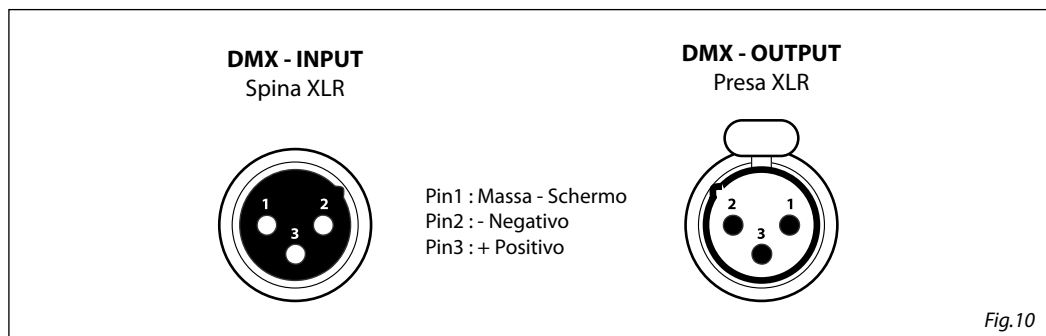 DMX - INPUT
Spina XLR
1
2
3
Pin1 : Massa - Schermo
Pin2 : - Negativo
Pin3 : + Positivo
DMX - OUTPUT
Presa XLR
2
1
3
Fig.10